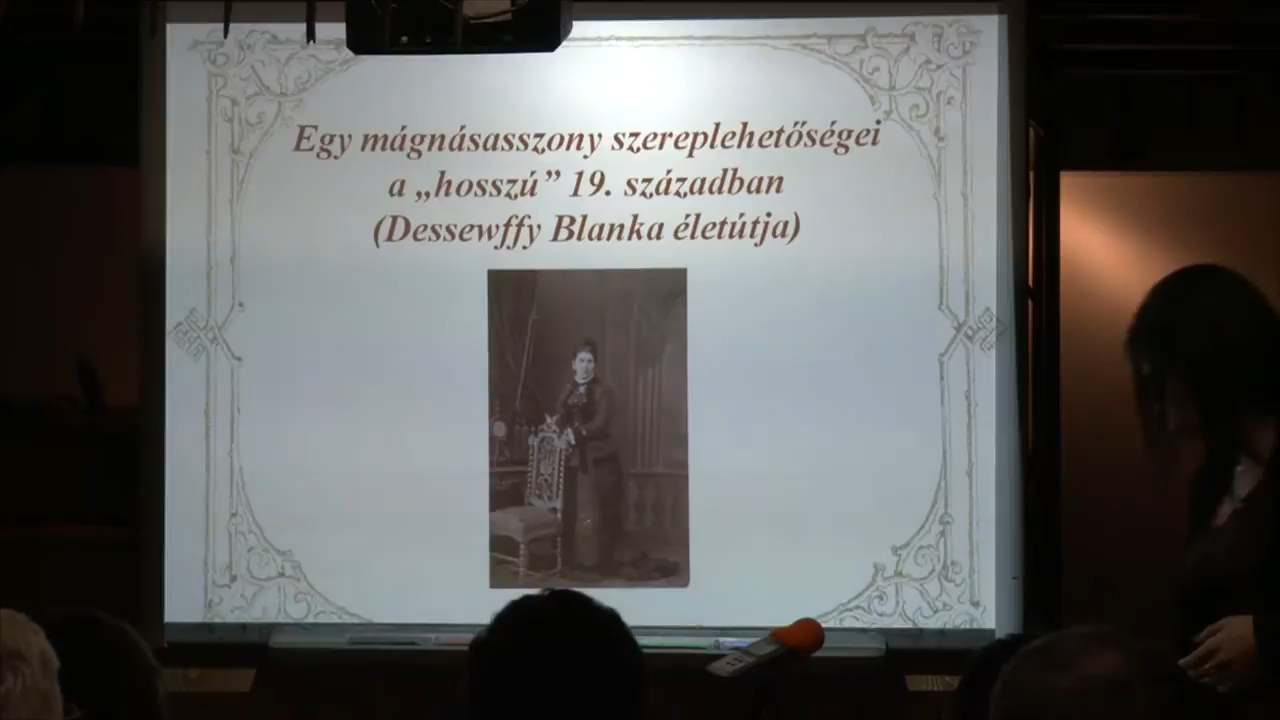 Egy mágnásasszony szereplehetőségei
a „hosszú” 19. században
(Dessewffy Blanka életútja)